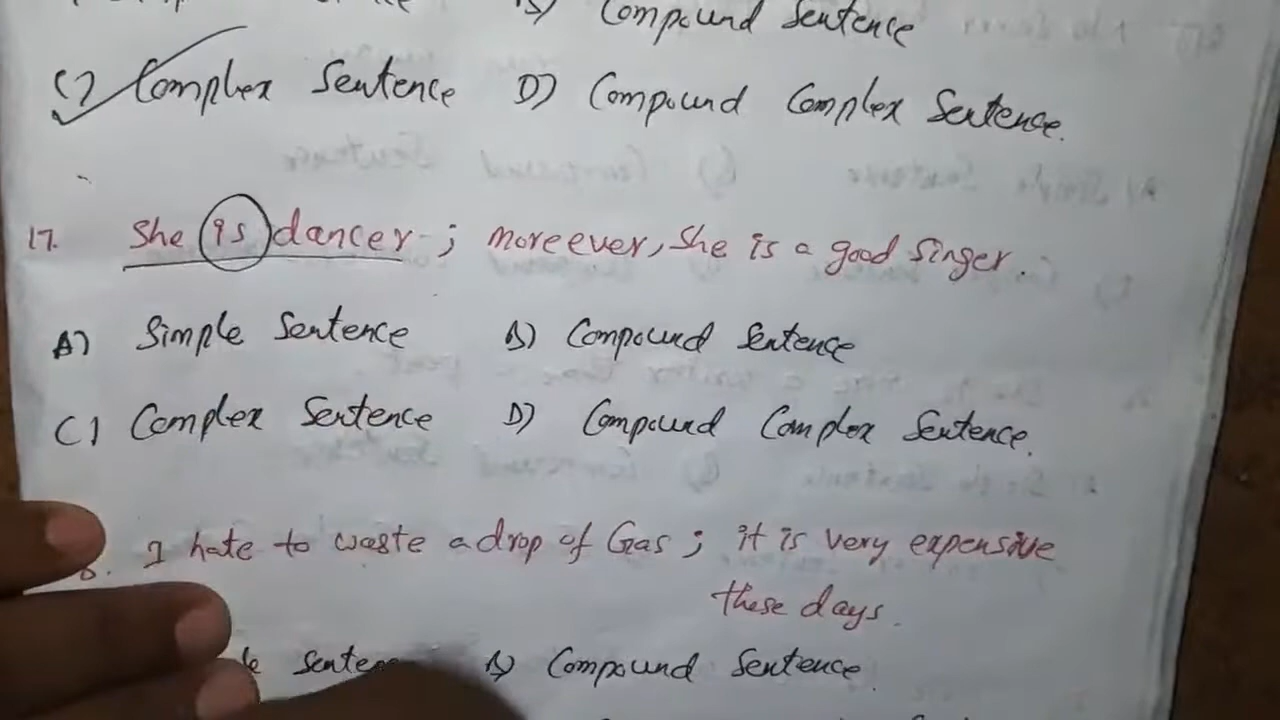 B) Compound Sentence
C) Complex Sentence D) Compound Complex Sentence.
17. She is dancer ; moreever, She is a good Singer.
A) Simple Sentence B) Compound Sentence
C) Complex Sentence D) Compound Complex Sentence.
I hate to waste a drop of Gas ; it is very expensive
these days.
B) Compound Sentence.